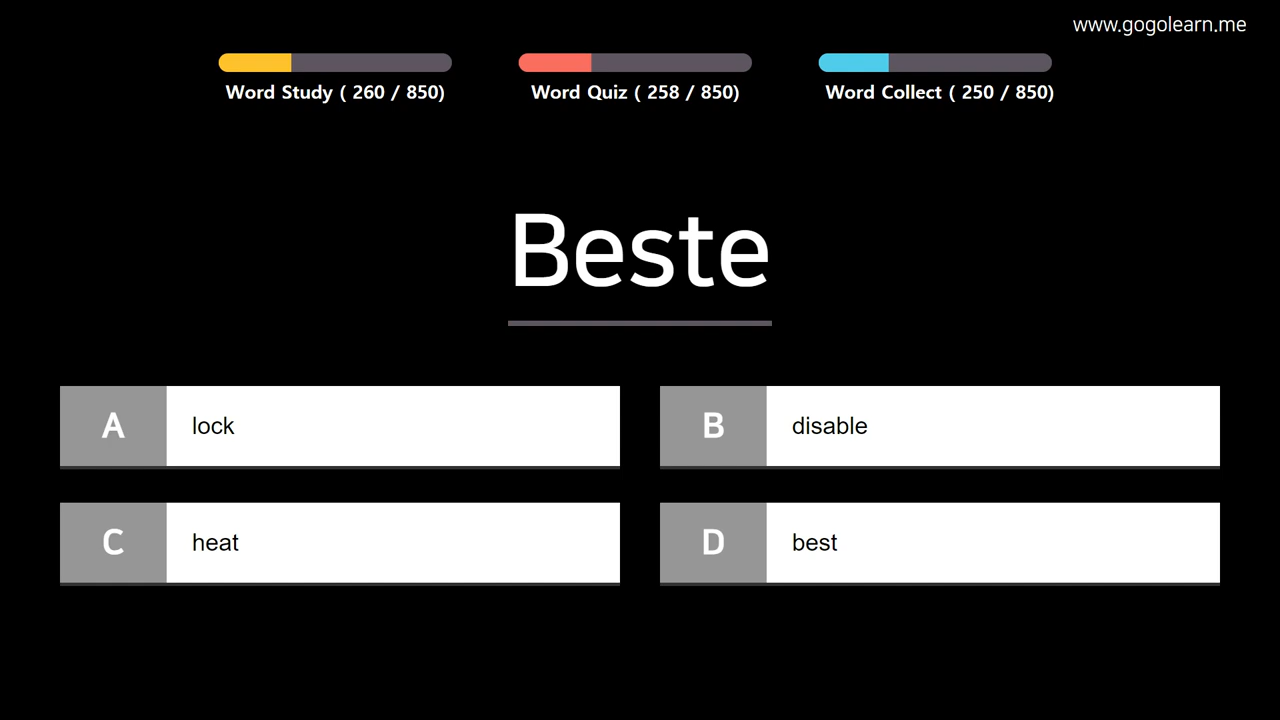 www.gogolearn.me
Word Study ( 260 / 850)
Word Quiz ( 258 / 850)
Word Collect ( 250 / 850)
Beste
A lock
B disable
C heat
D best